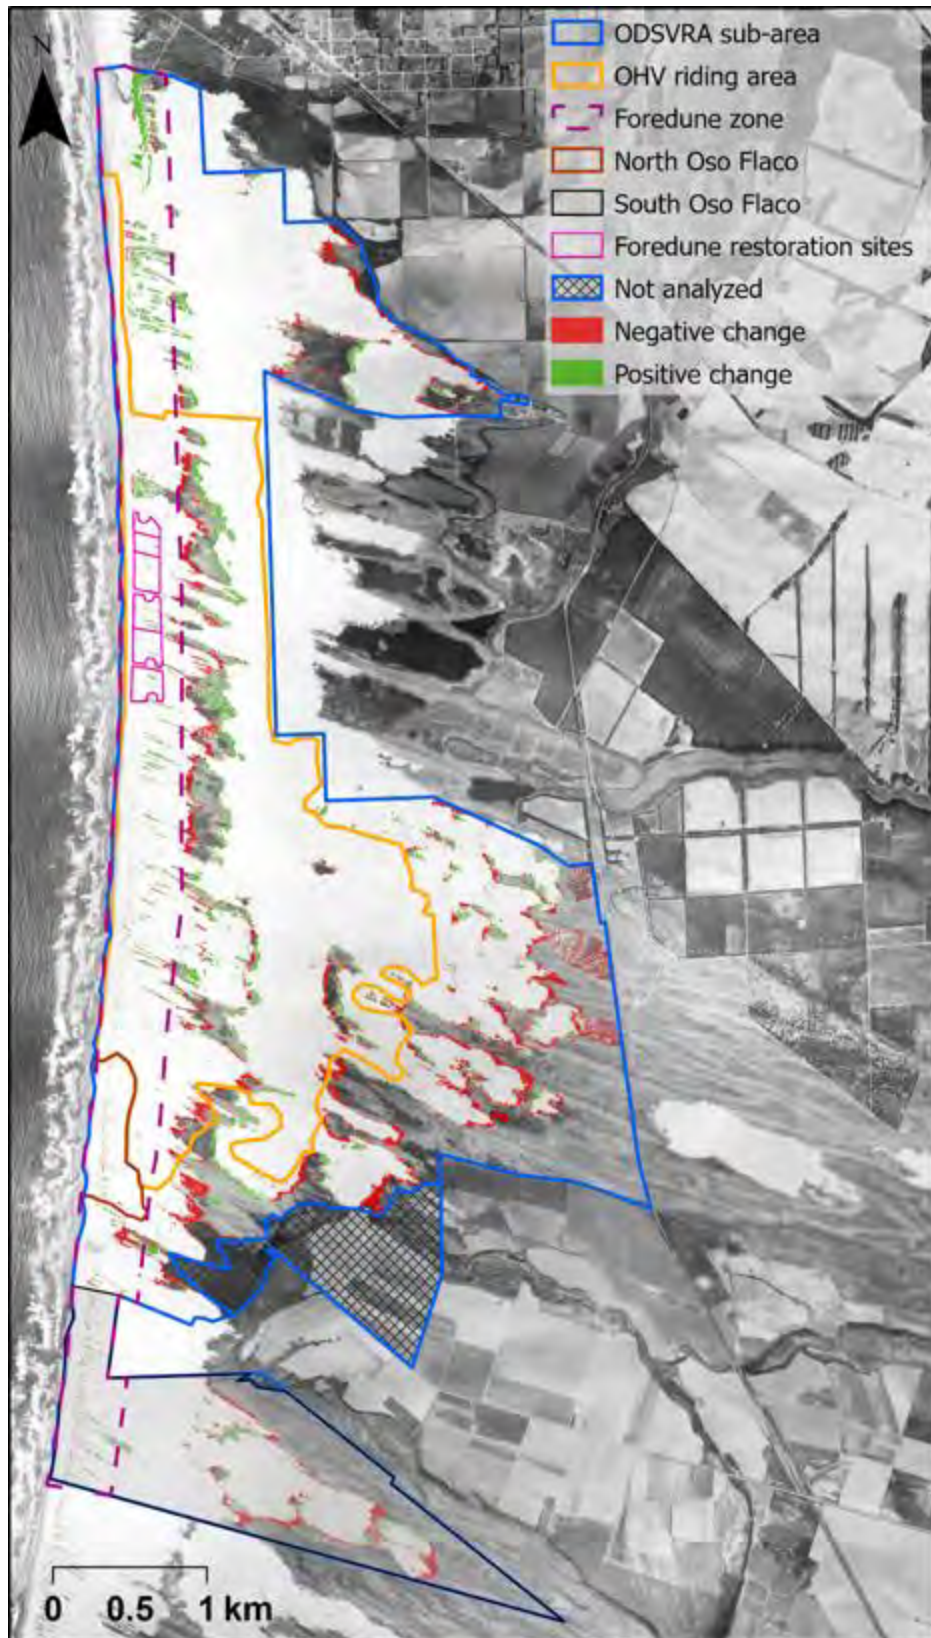 N
ODSVRA sub-area
OHV riding area
Foredune zone
North Oso Flaco
South Oso Flaco
Foredune restoration sites
Not analyzed
Negative change
Positive change
0 0.5 1 km